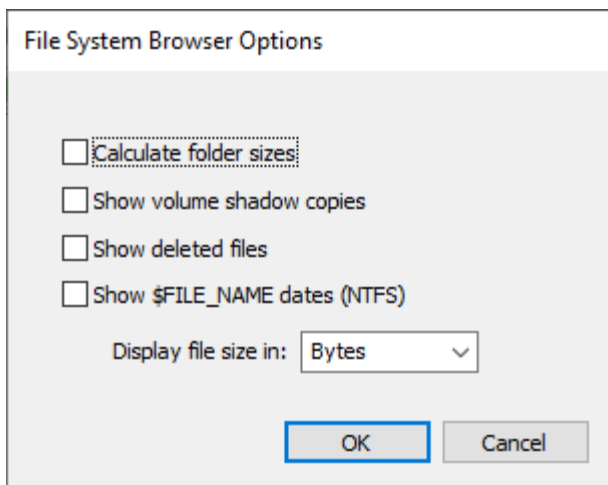 File System Browser Options
Calculate folder sizes
Show volume shadow copies
Show deleted files
Show $FILE_NAME dates (NTFS)
Display file size in: Bytes
OK Cancel